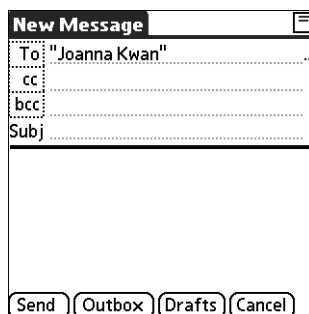 New Message
To "Joanna Kwan" ..
cc
bcc
Subj
Send Outbox Drafts Cancel